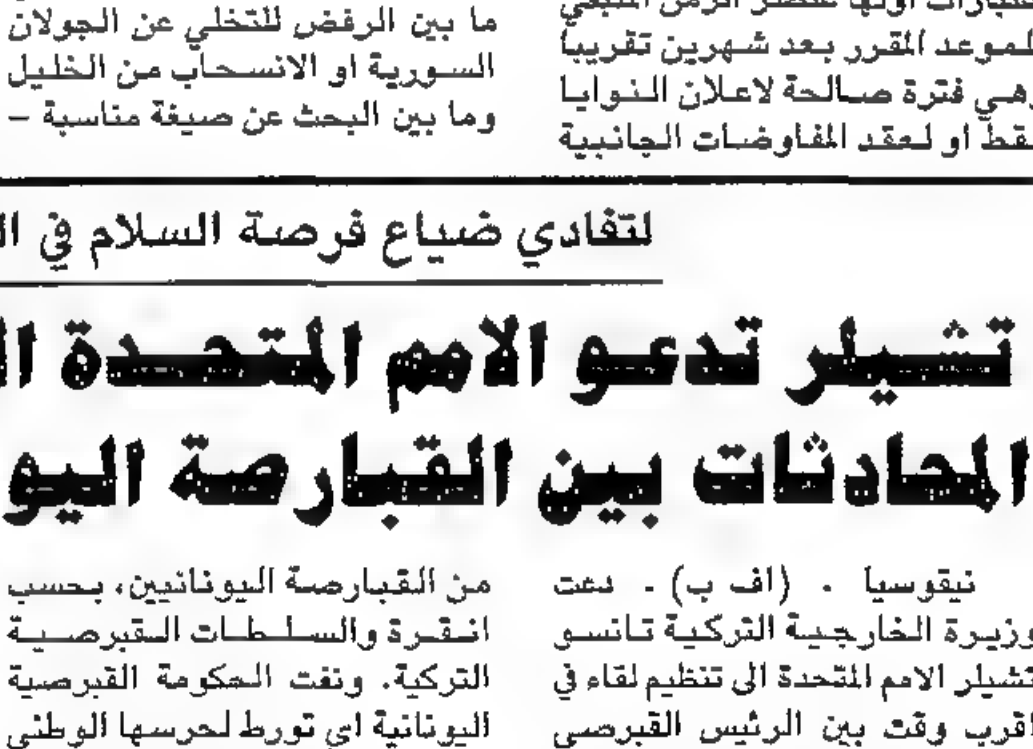 الموعد المقرر بعد شهرين تقريبا
وهي فترة صالحة لاعلان النوايا
فقط او لعقد المفاوضات الجانبية
ما بين الرفض للتخلي عن الجولان
السورية او الانسحاب من الخليل
وما بين البحث عن صيغة مناسبة –
لتفادي ضياع فرصة السلام في
تشيلر تدعو الامم المتحدة
المحادثات بين القبارصة
نيقوسيا . (اف ب) . دعت
وزيرة الخارجية التركية تانسو
تشيلر الامم المتحدة الى تنظيم لقاء في
اقرب وقت بين الرئيس القبرصي
من القبارصة اليونانيين، بحسب
انقرة والسلطات القبرصية
التركية. ونفت الحكومة القبرصية
اليونانية اي تورط لحرسها الوطني